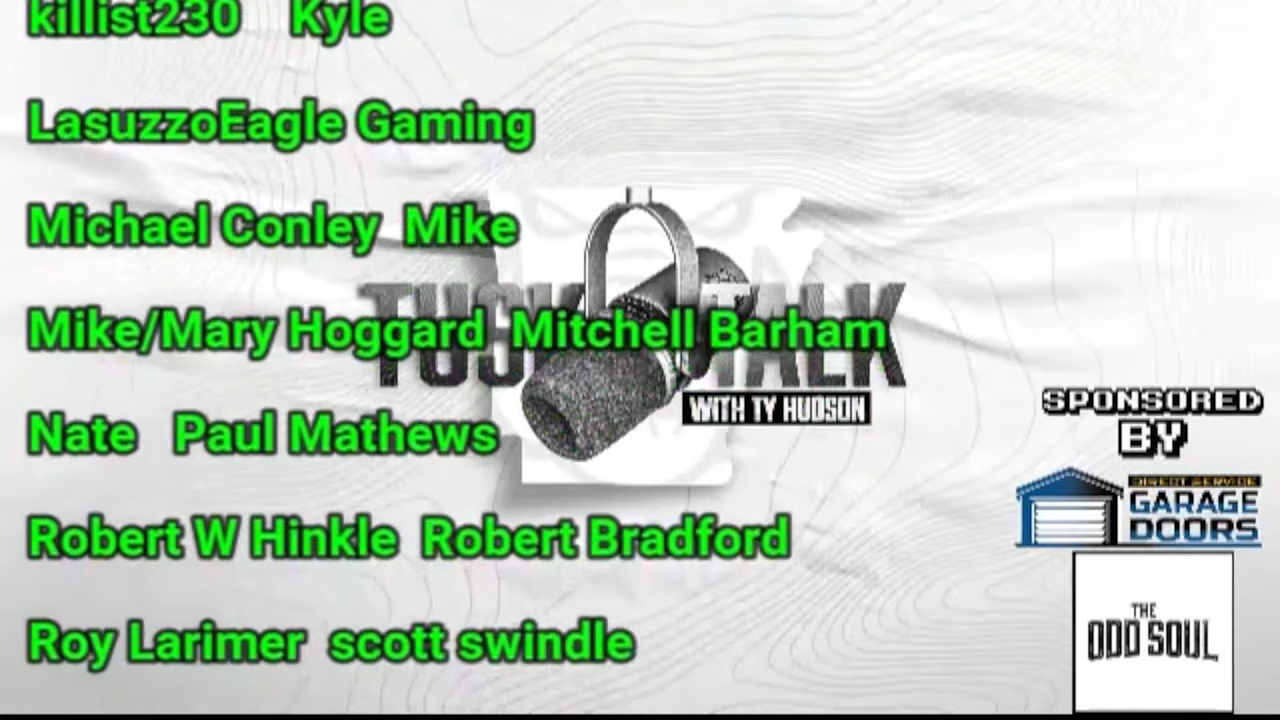 killist230 Kyle
LasuzzoEagle Gaming
Michael Conley Mike
TUSK TALK
Mike/Mary Hoggard Mitchell Barham
WITH TY HUDSON
SPONSORED
BY
Nate Paul Mathews
DIRECT SERVICE
GARAGE
DOORS
Robert W Hinkle Robert Bradford
THE
ODD SOUL
Roy Larimer scott swindle